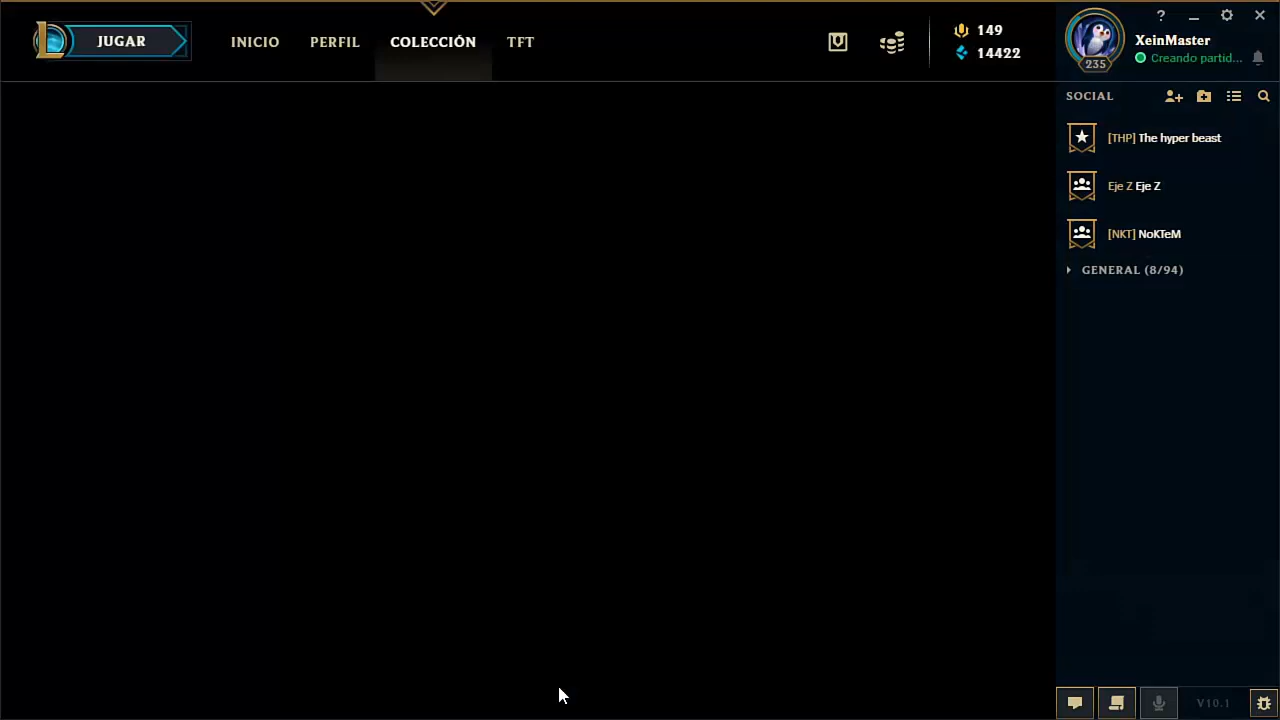 JUGAR
INICIO
PERFIL
COLECCIÓN
TFT
149
14422
235
?
XeinMaster
Creando partid...
SOCIAL
[THP] The hyper beast
Eje Z Eje Z
[NKT] NoKTeM
GENERAL (8/94)
V10.1